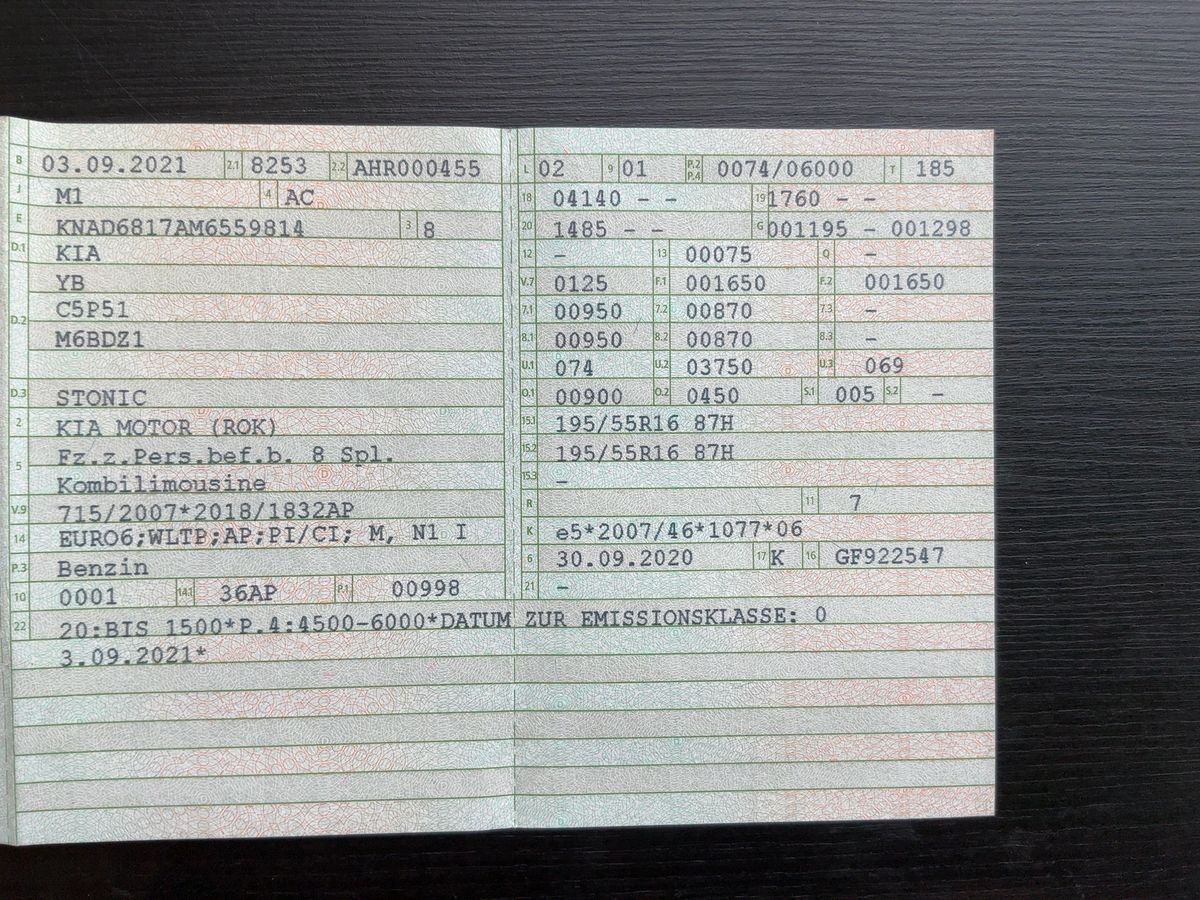 B 03.09.2021 2.1 8253 2.2 AHR000455
J M1 4 AC
E KNAD6817AM6559814 3 8
D.1 KIA
YB
D.2 C5P51
M6BDZ1
D.3 STONIC
2 KIA MOTOR (ROK)
5 Fz.z.Pers.bef.b. 8 Spl.
Kombilimousine
V.9 715/2007*2018/1832AP
14 EURO6;WLTP;AP;PI/CI; M, N1 I
P.3 Benzin
10 0001 14.1 36AP P.1 00998
L 02 9 01 P.2 P.4 0074/06000 T 185
18 04140 - - 19 1760 - -
20 1485 - - G 001195 - 001298
12 - 13 00075 Q -
V.7 0125 F.1 001650 F.2 001650
7.1 00950 7.2 00870 7.3 -
8.1 00950 8.2 00870 8.3 -
U.1 074 U.2 03750 U.3 069
O.1 00900 O.2 0450 S.1 005 S.2 -
15.1 195/55R16 87H
15.2 195/55R16 87H
15.3 -
R 11 7
K e5*2007/46*1077*06
6 30.09.2020 17 K 16 GF922547
21 -
22 20:BIS 1500*P.4:4500-6000*DATUM ZUR EMISSIONSKLASSE: 0
3.09.2021*